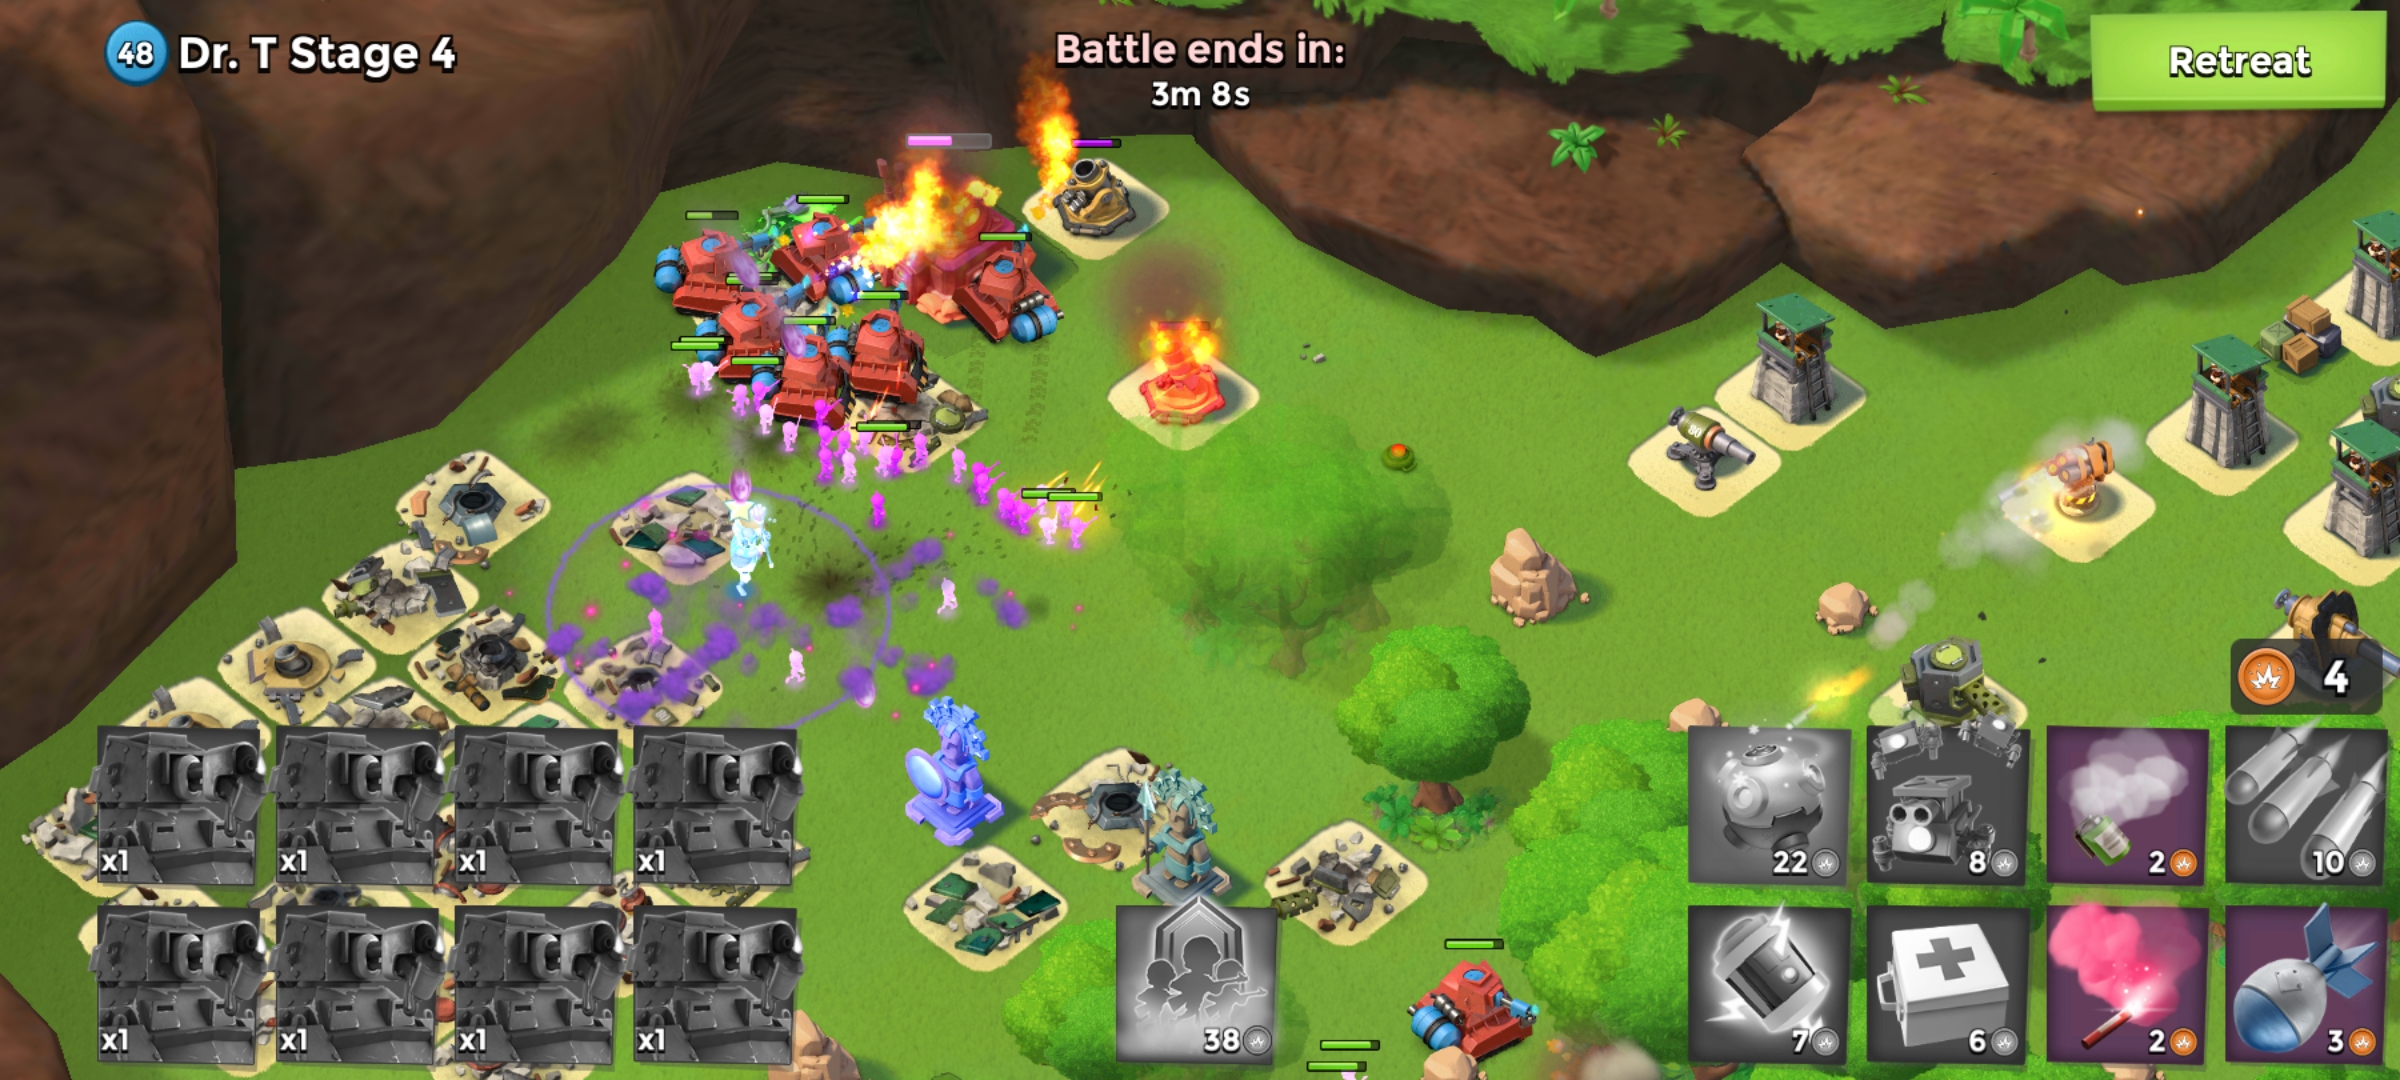 48 Dr. T Stage 4
Battle ends in:
3m 8s
Retreat
80
4
x1 x1 x1 x1
22 8 2 10
x1 x1 x1 x1
38
7 6 2 3